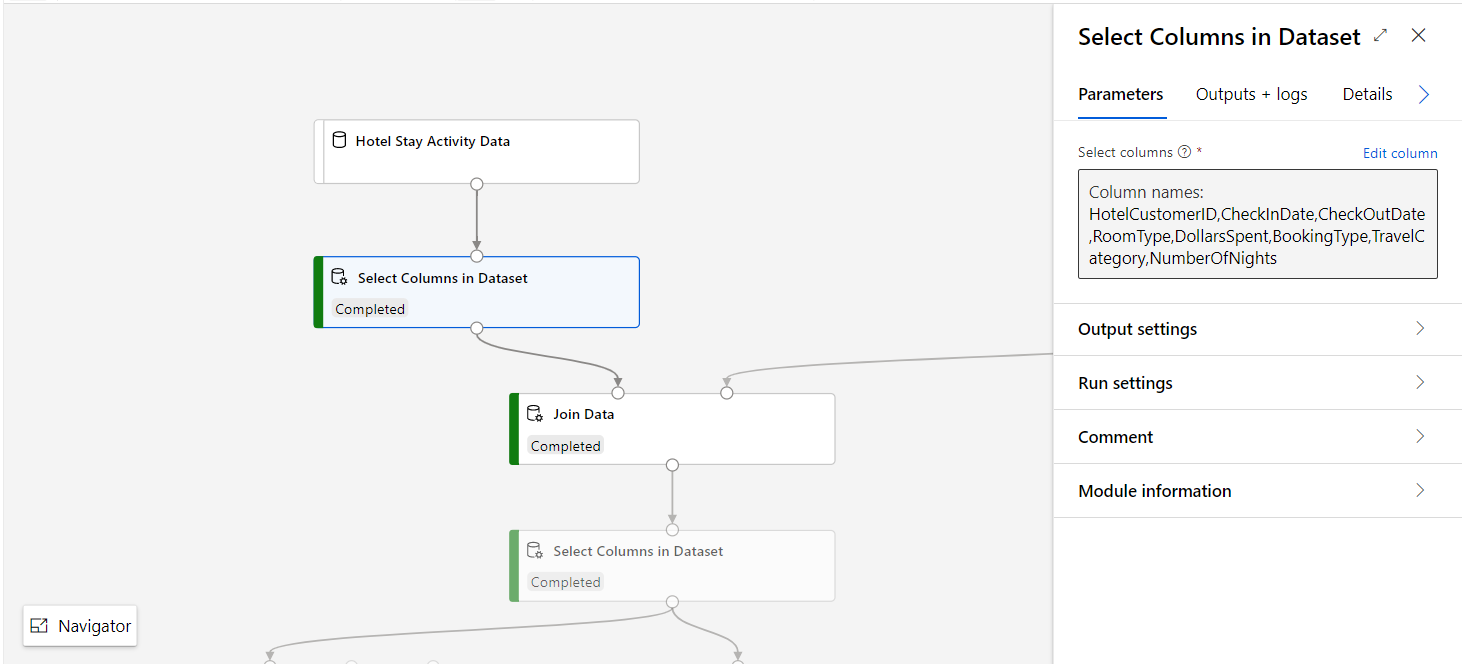 Hotel Stay Activity Data
Select Columns in Dataset
Completed
Join Data
Completed
Select Columns in Dataset
Completed
Navigator
Select Columns in Dataset
Parameters Outputs + logs Details
Select columns ? * Edit column
Column names:
HotelCustomerID,CheckInDate,CheckOutDate
,RoomType,DollarsSpent,BookingType,TravelC
ategory,NumberOfNights
Output settings
Run settings
Comment
Module information